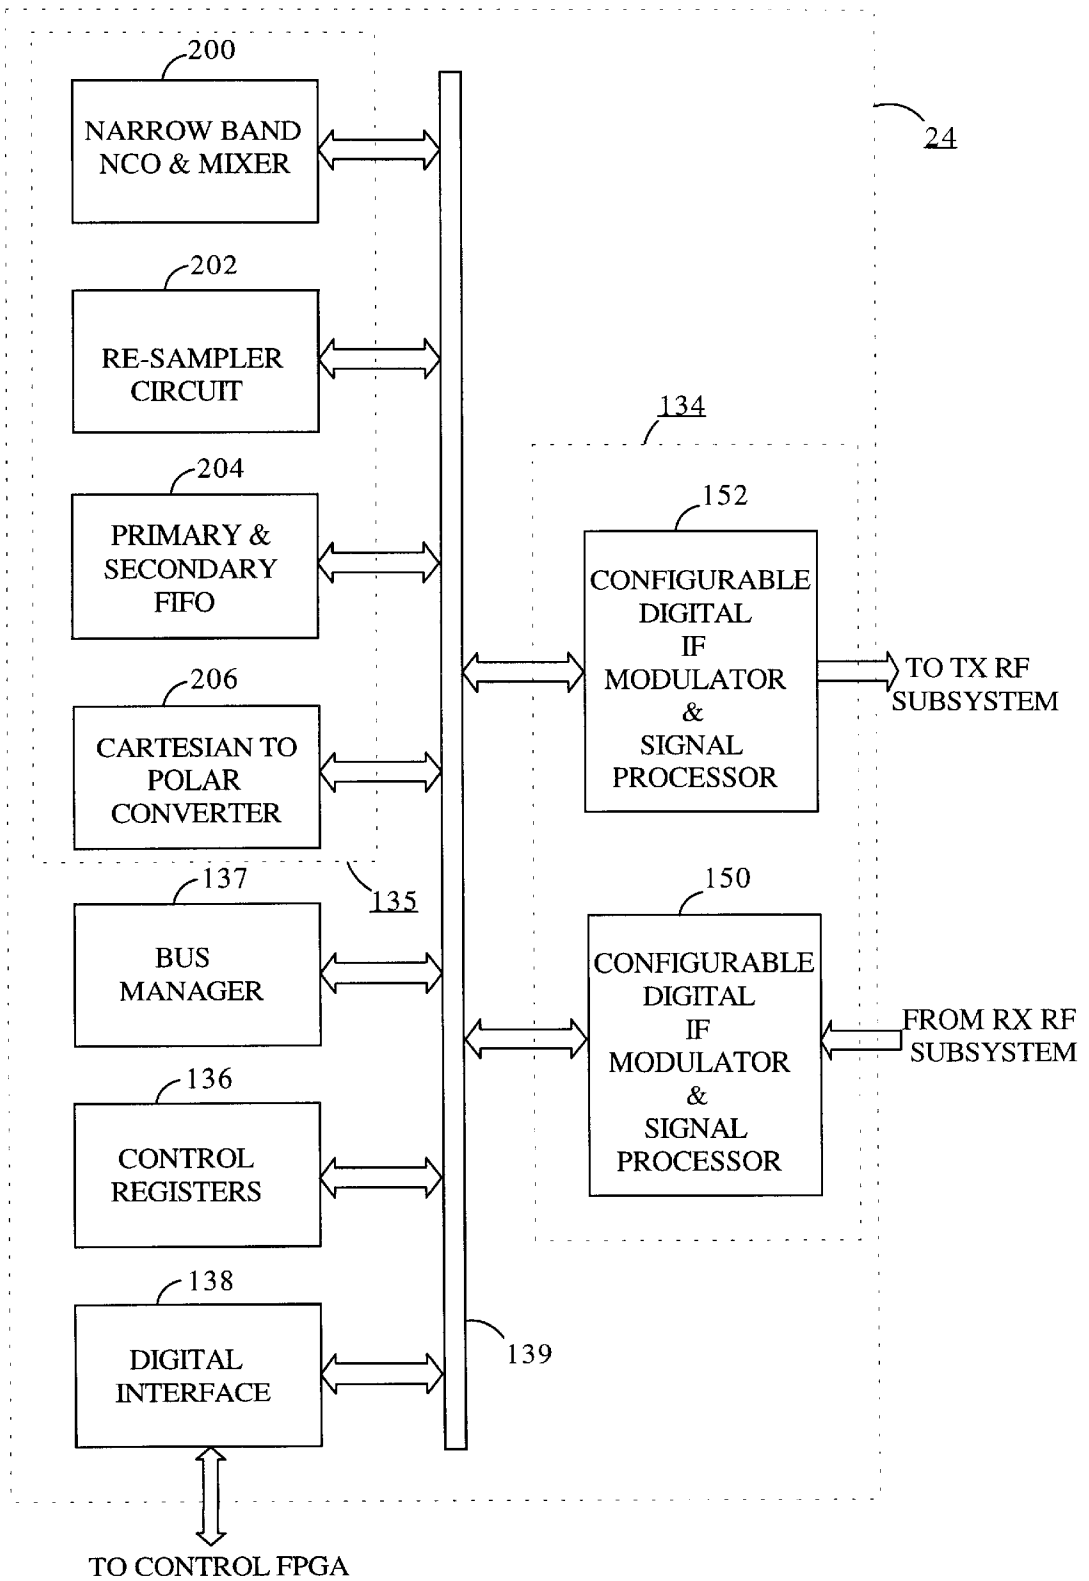 200
NARROW BAND
NCO & MIXER
24
202
RE-SAMPLER
CIRCUIT
204
PRIMARY &
SECONDARY
FIFO
206
CARTESIAN TO
POLAR
CONVERTER
135
137
BUS
MANAGER
136
CONTROL
REGISTERS
138
DIGITAL
INTERFACE
TO CONTROL FPGA
139
134
152
CONFIGURABLE
DIGITAL
IF
MODULATOR
&
SIGNAL
PROCESSOR
TO TX RF
SUBSYSTEM
150
CONFIGURABLE
DIGITAL
IF
MODULATOR
&
SIGNAL
PROCESSOR
FROM RX RF
SUBSYSTEM